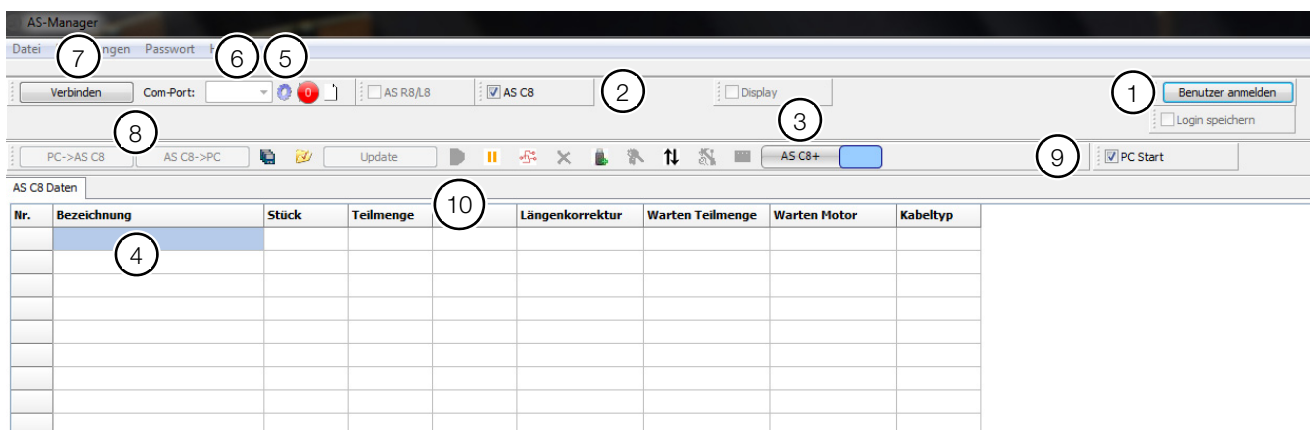 AS-Manager
Datei ngen Passwort
7 6 5
Verbinden Com-Port: 0 AS R8/L8 AS C8 2 Display 1 Benutzer anmelden
8 3 Login speichern
PC->AS C8 AS C8->PC Update AS C8+ 9 PC Start
AS C8 Daten
10
Nr. Bezeichnung Stück Teilmenge Längenkorrektur Warten Teilmenge Warten Motor Kabeltyp
4